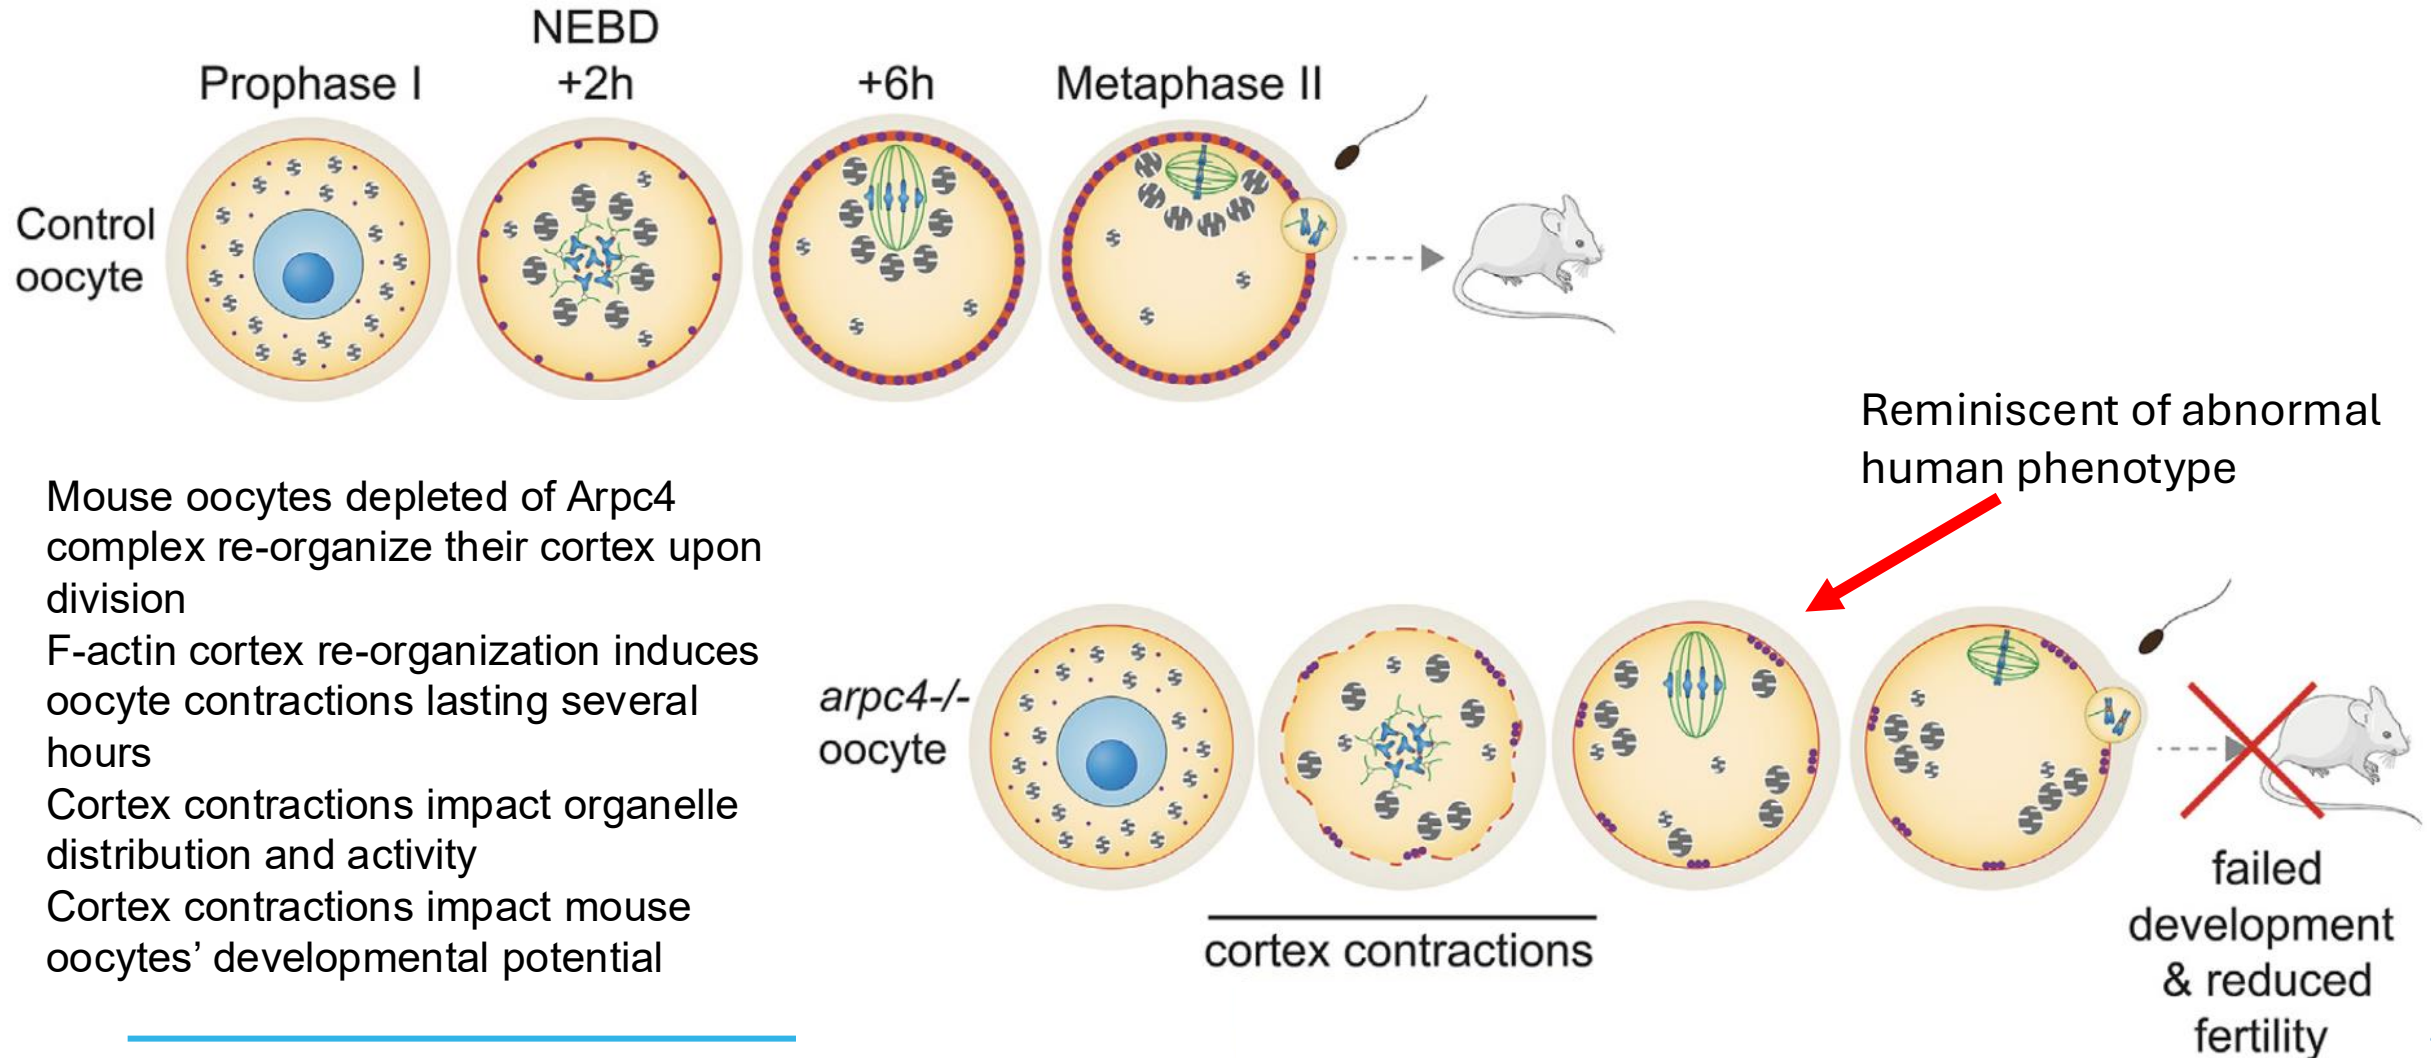 NEBD
Prophase I
+2h
+6h
Metaphase II
Control
oocyte
Reminiscent of abnormal
human phenotype
Mouse oocytes depleted of Arpc4
complex re-organize their cortex upon
division
F-actin cortex re-organization induces
oocyte contractions lasting several
hours
Cortex contractions impact organelle
distribution and activity
Cortex contractions impact mouse
oocytes’ developmental potential
arpc4-/-
oocyte
cortex contractions
failed
development
& reduced
fertility